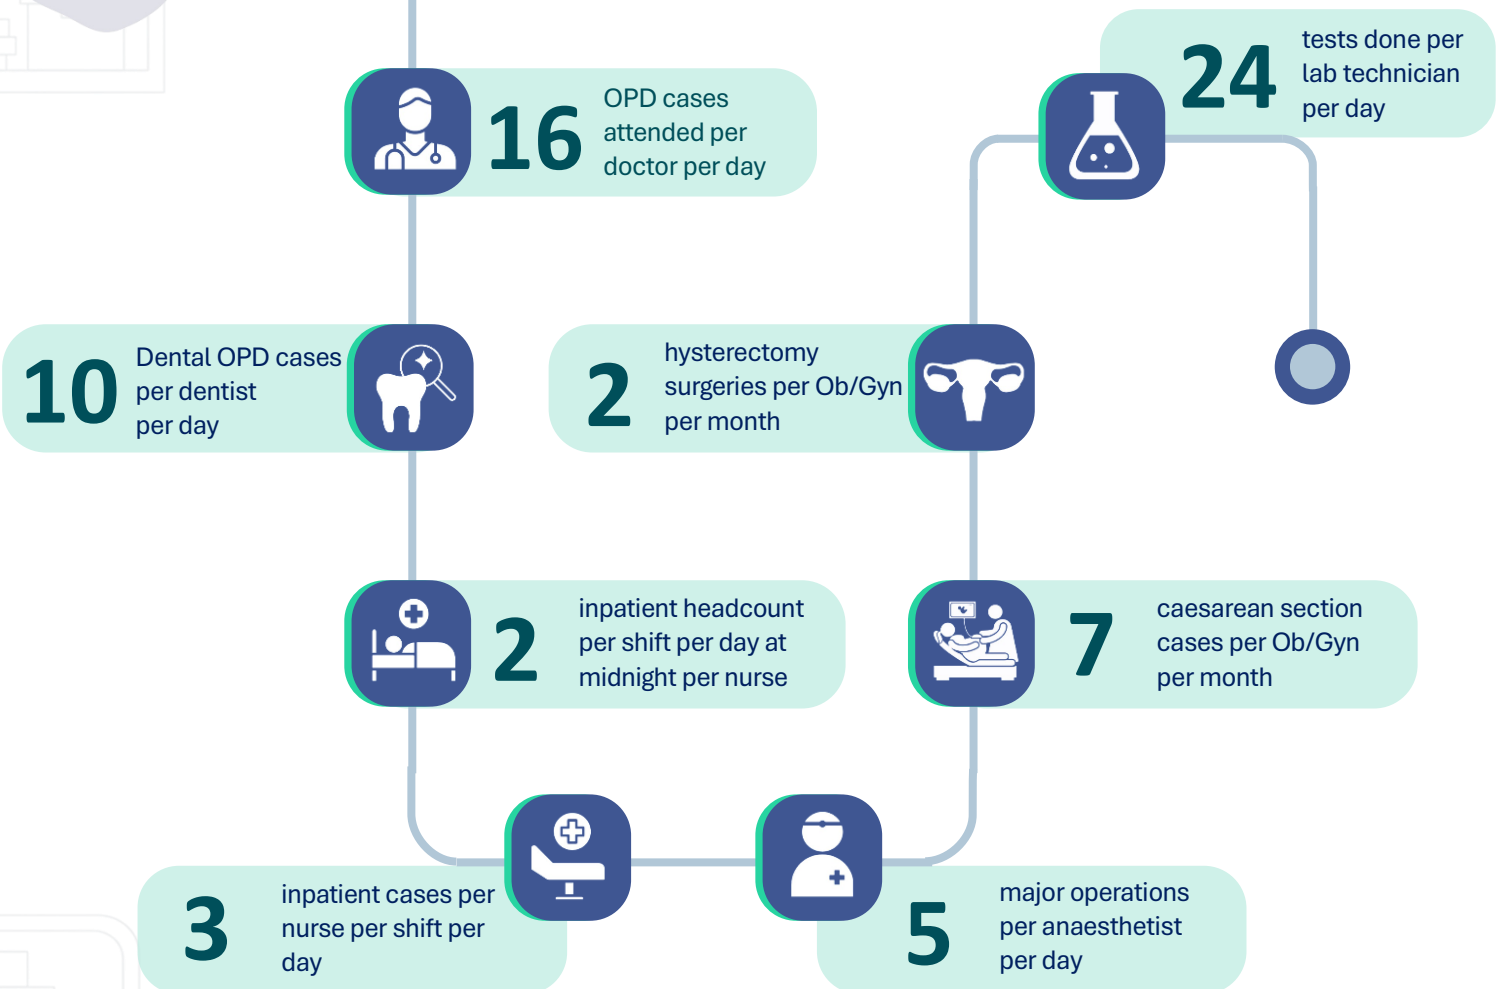 16
OPD cases
attended per
doctor per day
10
Dental OPD cases
per dentist
per day
2
inpatient headcount
per shift per day at
midnight per nurse
3
inpatient cases per
nurse per shift per
day
5
major operations
per anaesthetist
per day
7
caesarean section
cases per Ob/Gyn
per month
2
hysterectomy
surgeries per Ob/Gyn
per month
24
tests done per
lab technician
per day